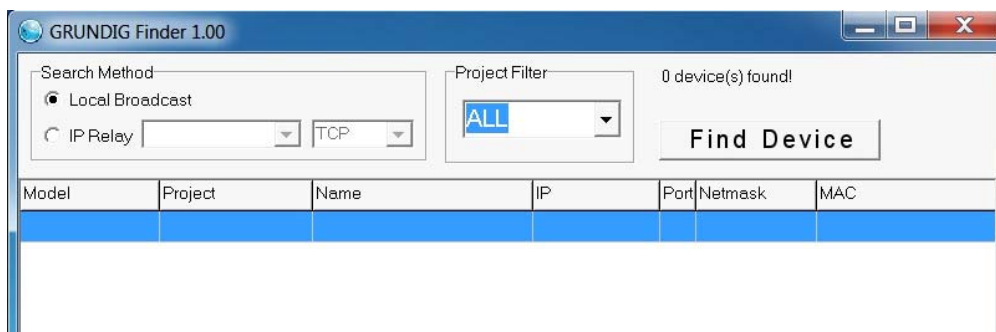 GRUNDIG Finder 1.00
Search Method
Local Broadcast
IP Relay TCP
Project Filter
ALL
0 device(s) found!
Find Device
Model Project Name IP Port Netmask MAC